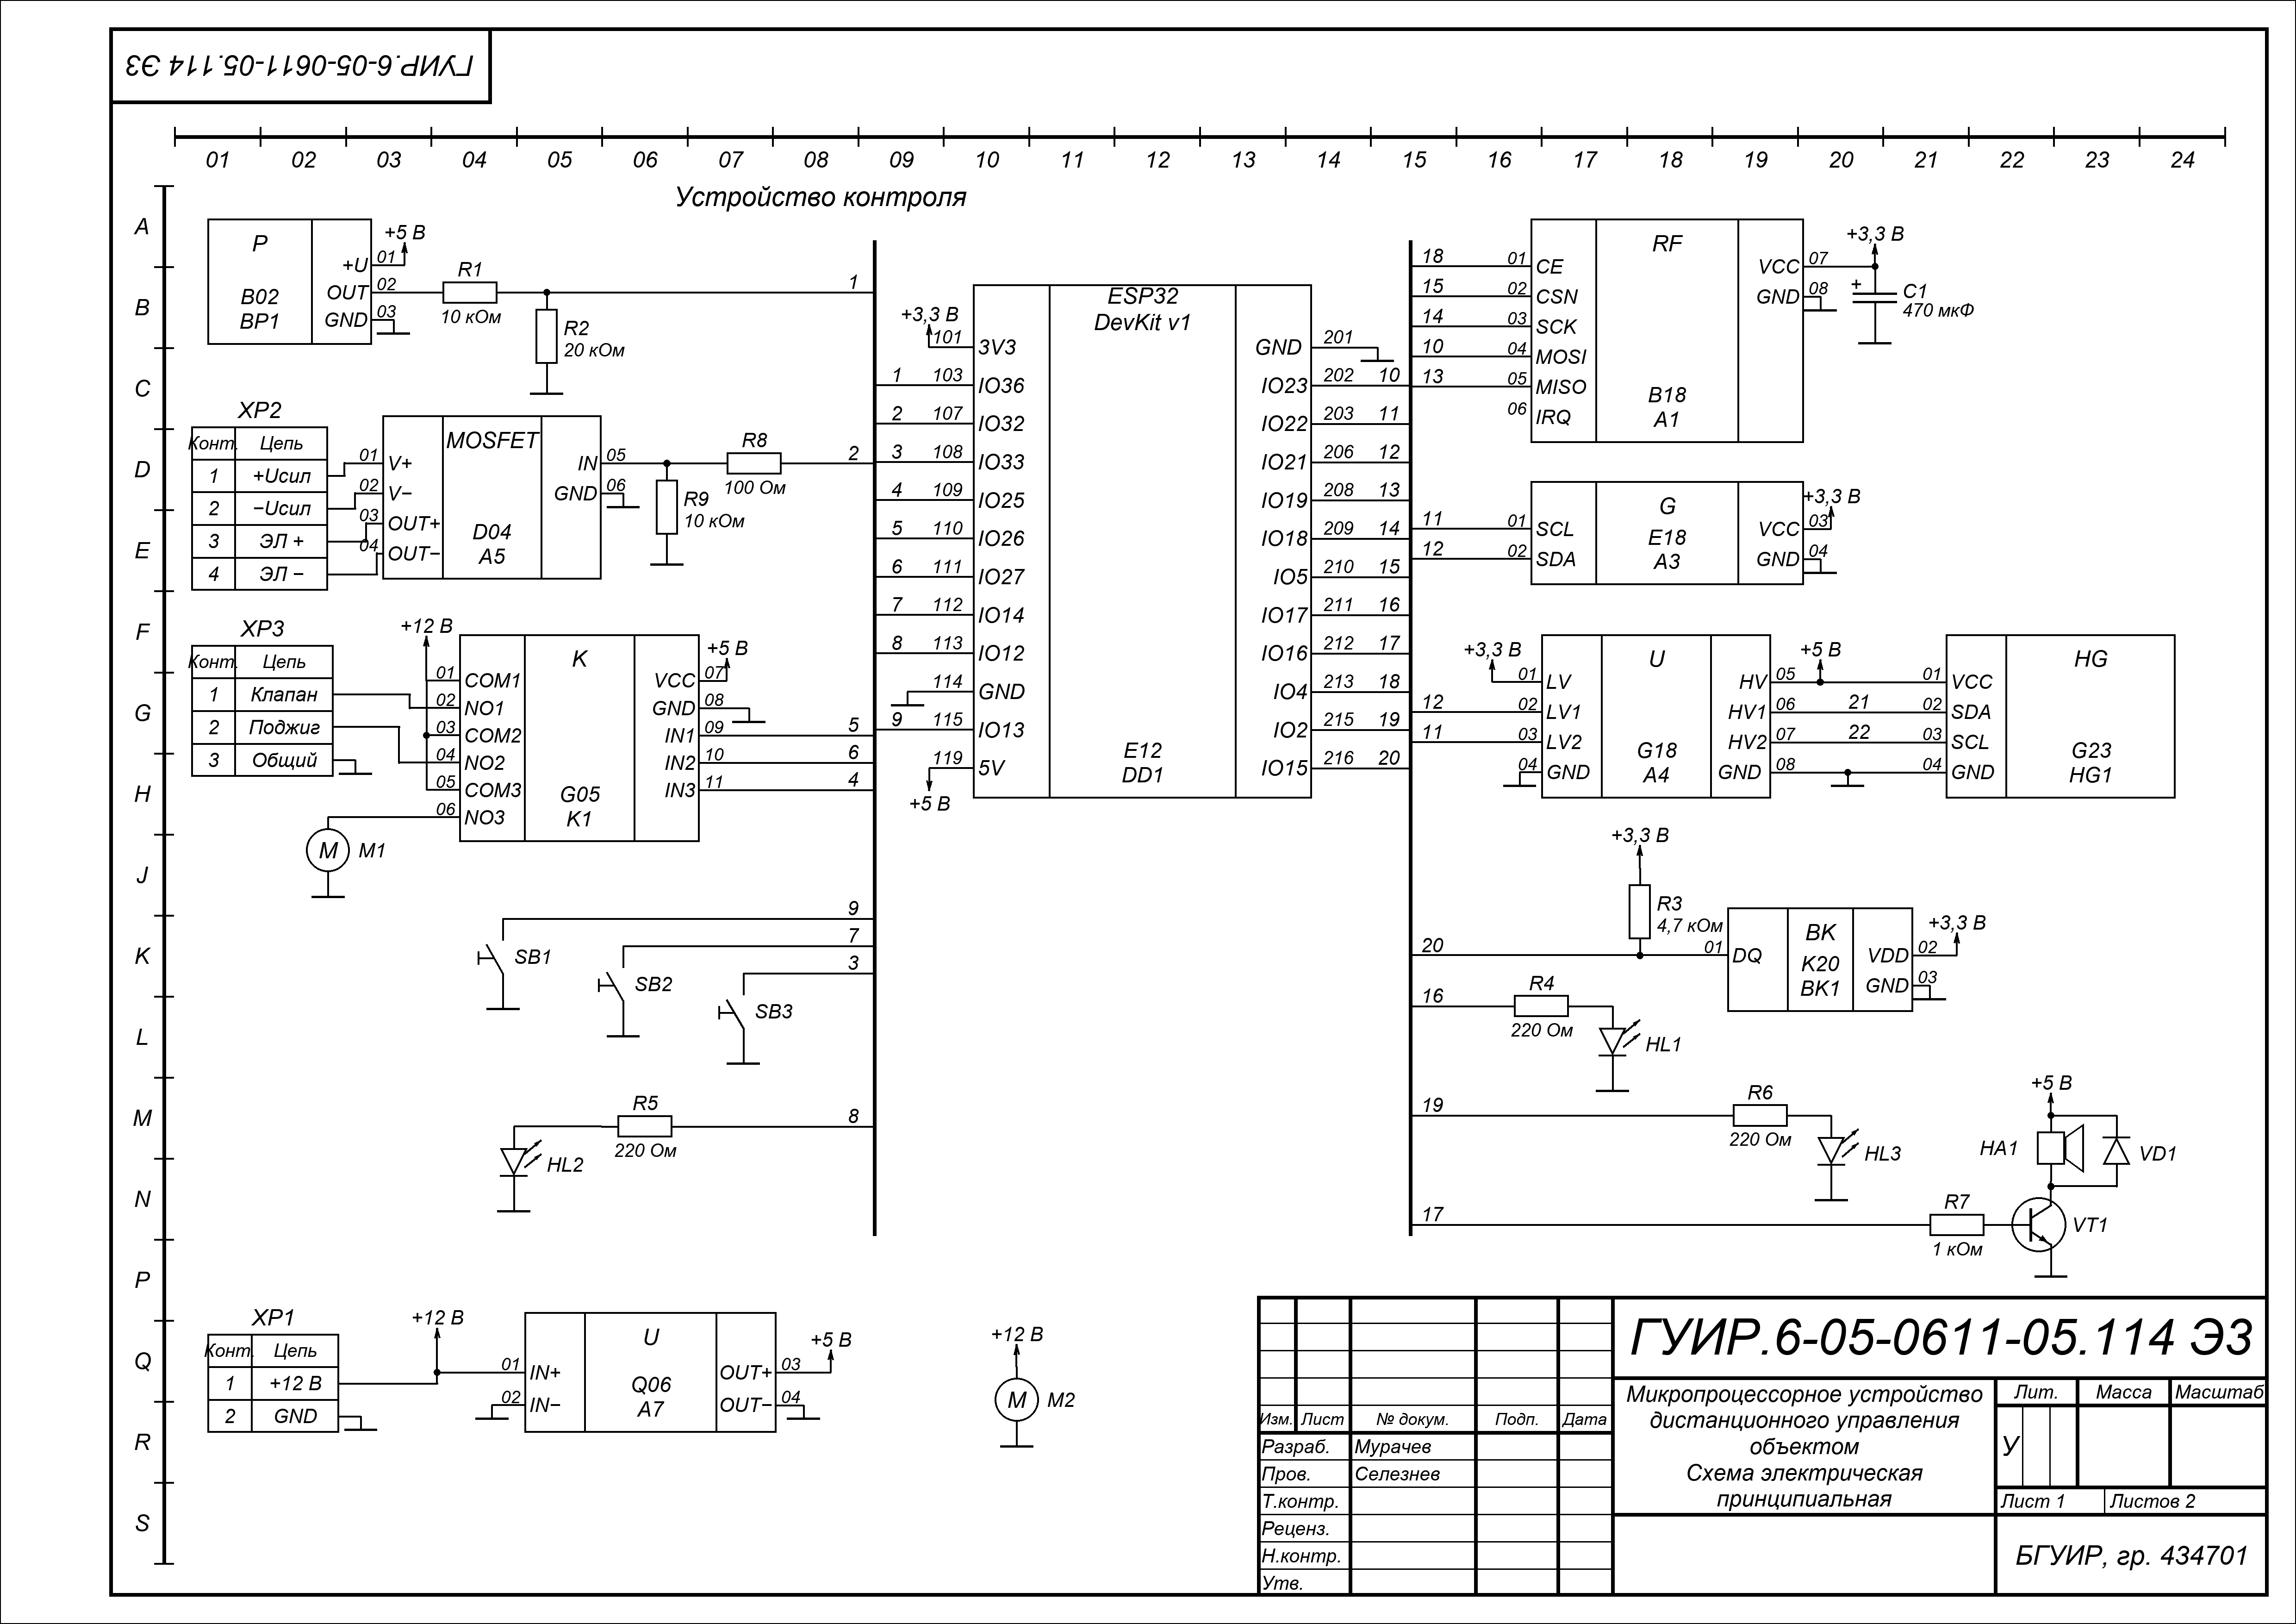 ГУИР.6-05-0611-05.114 Э3
01 02 03 04 05 06 07 08 09 10 11 12 13 14 15 16 17 18 19 20 21 22 23 24
Устройство контроля
A
B
C
D
E
F
G
H
J
K
L
M
N
P
Q
R
S
P
B02
BP1
+U 01
OUT 02
GND 03
+5 В
R1
10 кОм
R2
20 кОм
1
XP2
Конт. Цепь
1 +Uсил
2 −Uсил
3 ЭЛ +
4 ЭЛ −
MOSFET
D04
A5
01 V+
02 V−
03 OUT+
04 OUT−
IN 05
GND 06
R8
100 Ом
R9
10 кОм
2
XP3
Конт. Цепь
1 Клапан
2 Поджиг
3 Общий
+12 В
K
G05
K1
01 COM1
02 NO1
03 COM2
04 NO2
05 COM3
06 NO3
VCC 07
GND 08
IN1 09
IN2 10
IN3 11
+5 В
5
6
4
M M1
9
SB1
7
SB2
3
SB3
R5
220 Ом
8
HL2
XP1
Конт. Цепь
1 +12 В
2 GND
+12 В
U
Q06
A7
01 IN+
02 IN−
OUT+ 03
OUT− 04
+5 В
+12 В
M M2
ESP32
DevKit v1
E12
DD1
+3,3 В
101 3V3
1 103 IO36
2 107 IO32
3 108 IO33
4 109 IO25
5 110 IO26
6 111 IO27
7 112 IO14
8 113 IO12
114 GND
9 115 IO13
119 5V
+5 В
GND 201
IO23 202 10
IO22 203 11
IO21 206 12
IO19 208 13
IO18 209 14
IO5 210 15
IO17 211 16
IO16 212 17
IO4 213 18
IO2 215 19
IO15 216 20
RF
B18
A1
18 01 CE
15 02 CSN
14 03 SCK
10 04 MOSI
13 05 MISO
06 IRQ
VCC 07
GND 08
+3,3 В
+
C1
470 мкФ
G
E18
A3
11 01 SCL
12 02 SDA
VCC 03
GND 04
+3,3 В
+3,3 В
U
G18
A4
01 LV
12 02 LV1
11 03 LV2
04 GND
HV 05
HV1 06
HV2 07
GND 08
+5 В
21
22
HG
G23
HG1
01 VCC
02 SDA
03 SCL
04 GND
+3,3 В
R3
4,7 кОм
20
01 DQ
BK
K20
BK1
VDD 02
GND 03
+3,3 В
16
R4
220 Ом
HL1
19
R6
220 Ом
HL3
+5 В
HA1
VD1
17
R7
1 кОм
VT1
ГУИР.6-05-0611-05.114 Э3
Микропроцессорное устройство
дистанционного управления
объектом
Схема электрическая
принципиальная
Лит. Масса Масштаб
У
Лист 1 Листов 2
БГУИР, гр. 434701
Изм. Лист № докум. Подп. Дата
Разраб. Мурачев
Пров. Селезнев
Т.контр.
Реценз.
Н.контр.
Утв.